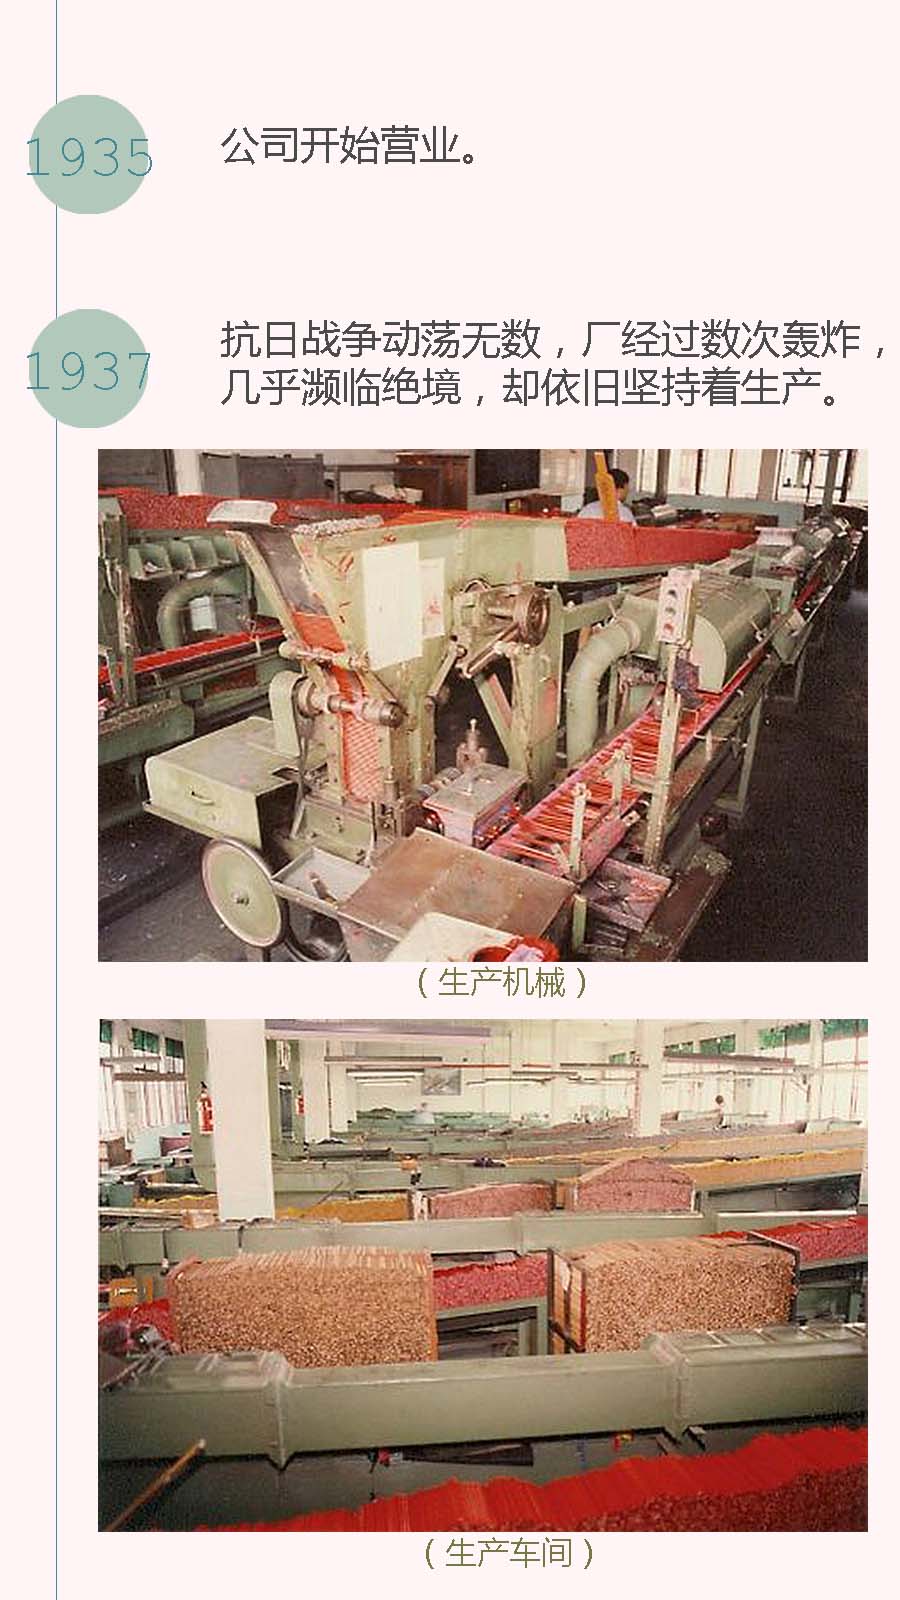 1935
公司开始营业。
1937
抗日战争动荡无数，厂经过数次轰炸，
几乎濒临绝境，却依旧坚持着生产。
（生产机械）
（生产车间）